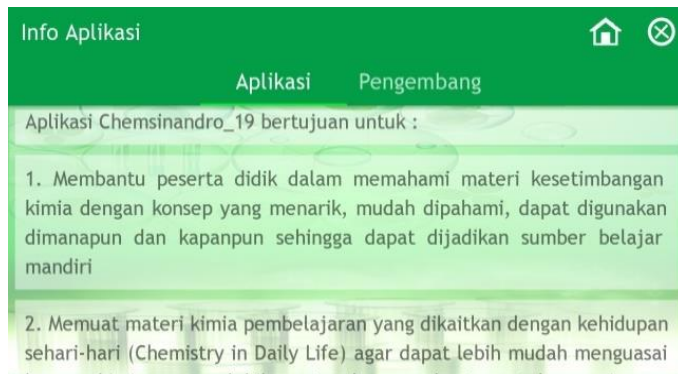 Info Aplikasi
Aplikasi Pengembang
Aplikasi Chemsinandro_19 bertujuan untuk :
1. Membantu peserta didik dalam memahami materi kesetimbangan
kimia dengan konsep yang menarik, mudah dipahami, dapat digunakan
dimanapun dan kapanpun sehingga dapat dijadikan sumber belajar
mandiri
2. Memuat materi kimia pembelajaran yang dikaitkan dengan kehidupan
sehari-hari (Chemistry in Daily Life) agar dapat lebih mudah menguasai